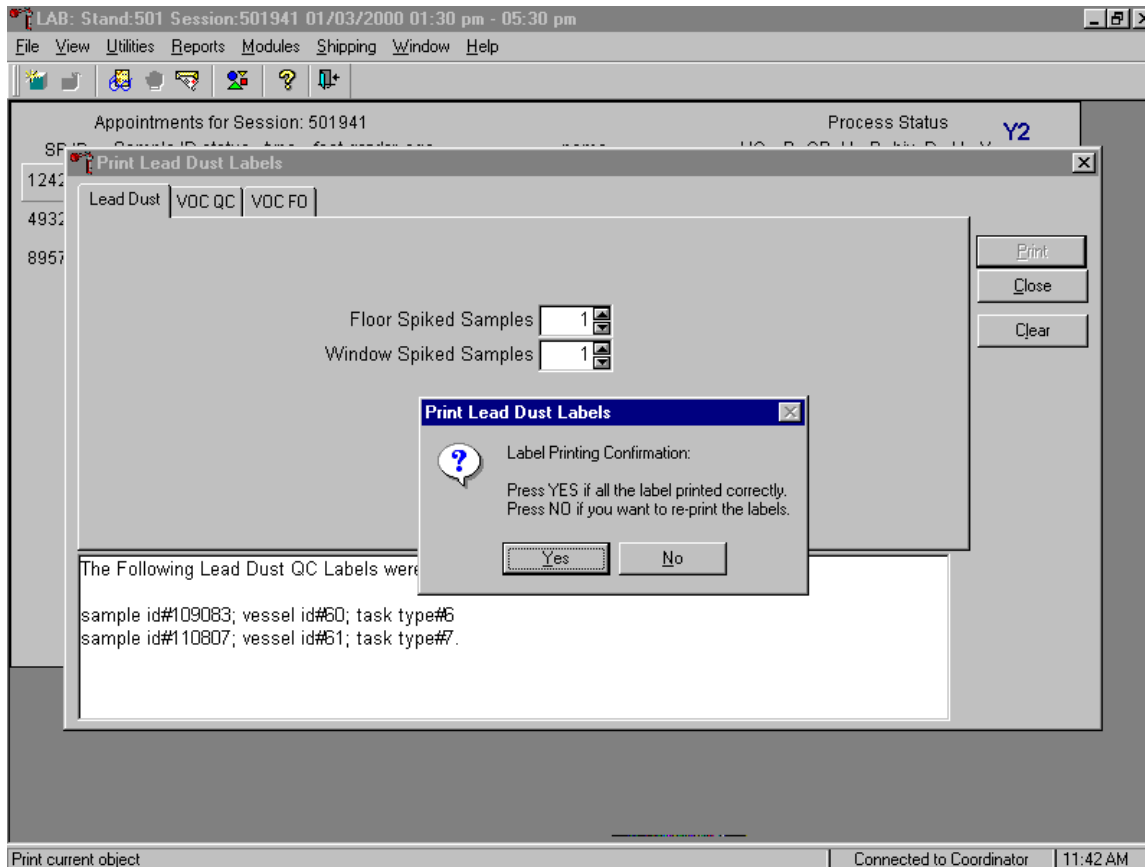 LAB: Stand:501 Session:501941 01/03/2000 01:30 pm - 05:30 pm
File View Utilities Reports Modules Shipping Window Help
Appointments for Session: 501941 Process Status Y2
Print Lead Dust Labels
1242
4932
8957
Lead Dust VOC QC VOC FO
Print
Close
Clear
Floor Spiked Samples 1
Window Spiked Samples 1
Print Lead Dust Labels
Label Printing Confirmation:
Press YES if all the label printed correctly.
Press NO if you want to re-print the labels.
Yes No
The Following Lead Dust QC Labels were
sample id#109083; vessel id#60; task type#6
sample id#110807; vessel id#61; task type#7.
Print current object Connected to Coordinator 11:42 AM